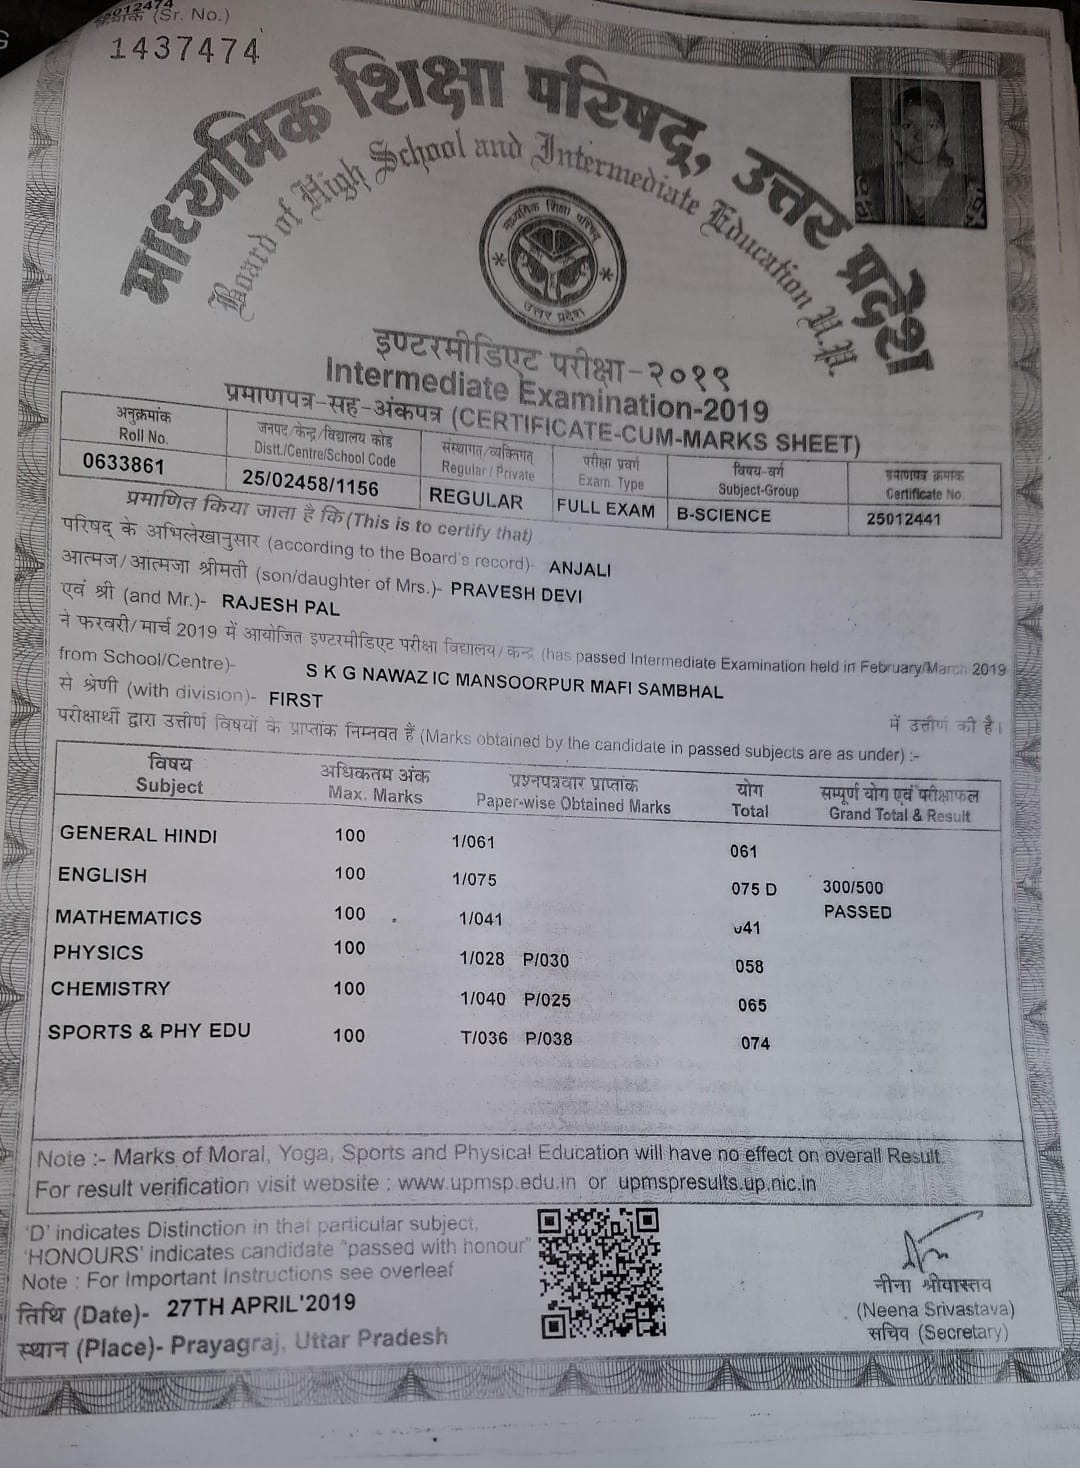 क्रमांक (Sr. No.)
1437474
माध्यमिक शिक्षा परिषद्, उत्तर प्रदेश
Board of High School and Intermediate Education U.P.
माध्यमिक शिक्षा परिषद्
उत्तर प्रदेश
इण्टरमीडिएट परीक्षा-२०१९
Intermediate Examination-2019
प्रमाणपत्र-सह-अंकपत्र (CERTIFICATE-CUM-MARKS SHEET)
अनुक्रमांक जनपद/केन्द्र/विद्यालय कोड संस्थागत/व्यक्तिगत परीक्षा प्रवर्ग विषय-वर्ग प्रमाणपत्र क्रमांक
Roll No. Distt./Centre/School Code Regular / Private Exam. Type Subject-Group Certificate No.
0633861 25/02458/1156 REGULAR FULL EXAM B-SCIENCE 25012441
प्रमाणित किया जाता है कि (This is to certify that)
परिषद् के अभिलेखानुसार (according to the Board's record)- ANJALI
आत्मज/आत्मजा श्रीमती (son/daughter of Mrs.)- PRAVESH DEVI
एवं श्री (and Mr.)- RAJESH PAL
ने फरवरी/मार्च 2019 में आयोजित इण्टरमीडिएट परीक्षा विद्यालय/केन्द्र (has passed Intermediate Examination held in February/March 2019
from School/Centre)- S K G NAWAZ IC MANSOORPUR MAFI SAMBHAL
से श्रेणी (with division)- FIRST में उत्तीर्ण की है।
परीक्षार्थी द्वारा उत्तीर्ण विषयों के प्राप्तांक निम्नवत हैं (Marks obtained by the candidate in passed subjects are as under) :-
विषय अधिकतम अंक प्रश्नपत्रवार प्राप्तांक योग सम्पूर्ण योग एवं परीक्षाफल
Subject Max. Marks Paper-wise Obtained Marks Total Grand Total & Result
GENERAL HINDI 100 1/061 061
ENGLISH 100 1/075 075 D 300/500
PASSED
MATHEMATICS 100 1/041 041
PHYSICS 100 1/028 P/030 058
CHEMISTRY 100 1/040 P/025 065
SPORTS & PHY EDU 100 T/036 P/038 074
Note :- Marks of Moral, Yoga, Sports and Physical Education will have no effect on overall Result.
For result verification visit website : www.upmsp.edu.in or upmspresults.up.nic.in
'D' indicates Distinction in that particular subject,
'HONOURS' indicates candidate "passed with honour"
Note : For Important Instructions see overleaf
तिथि (Date)- 27TH APRIL'2019
स्थान (Place)- Prayagraj, Uttar Pradesh
नीना श्रीवास्तव
(Neena Srivastava)
सचिव (Secretary)